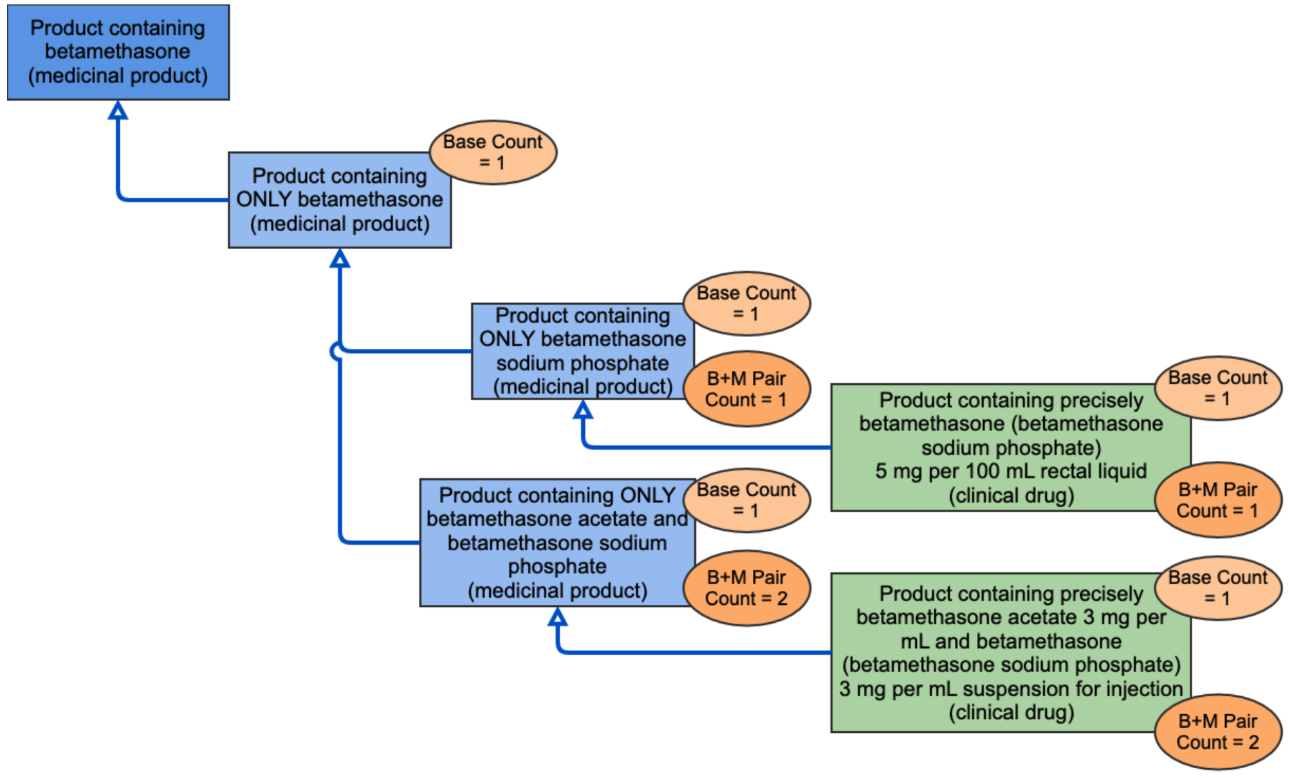 Product containing
betamethasone
(medicinal product)
Base Count
= 1
Product containing
ONLY betamethasone
(medicinal product)
Base Count
= 1
Product containing
ONLY betamethasone
sodium phosphate
(medicinal product)
B+M Pair
Count = 1
Base Count
= 1
Product containing precisely
betamethasone (betamethasone
sodium phosphate)
5 mg per 100 mL rectal liquid
(clinical drug)
B+M Pair
Count = 1
Base Count
= 1
Product containing ONLY
betamethasone acetate and
betamethasone sodium
phosphate
(medicinal product)
B+M Pair
Count = 2
Base Count
= 1
Product containing precisely
betamethasone acetate 3 mg per
mL and betamethasone
(betamethasone sodium phosphate)
3 mg per mL suspension for injection
(clinical drug)
B+M Pair
Count = 2